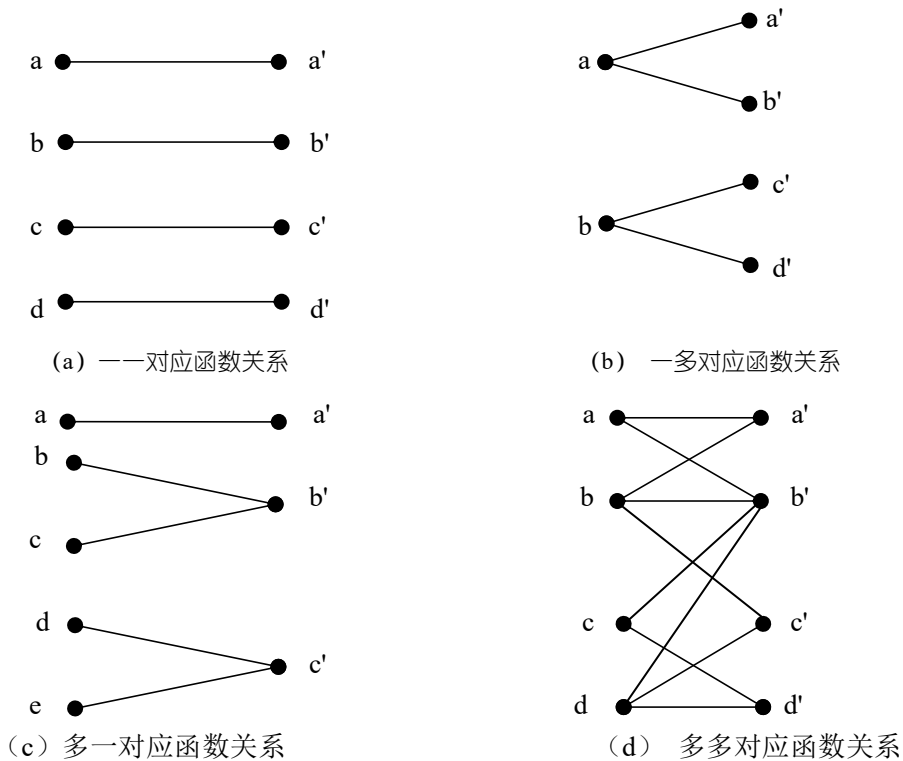 a a'
b b'
c c'
d d'
(a) 一一对应函数关系
a a'
b'
b c'
d'
(b) 一多对应函数关系
a a'
b
b'
c
d
c'
e
（c）多一对应函数关系
a a'
b b'
c c'
d d'
（d） 多多对应函数关系